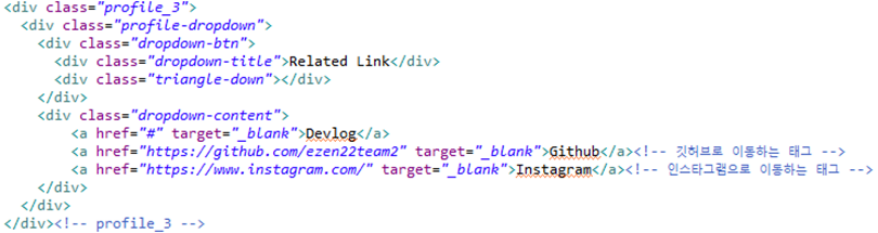 <div class="profile_3">
<div class="profile-dropdown">
<div class="dropdown-btn">
<div class="dropdown-title">Related Link</div>
<div class="triangle-down"></div>
</div>
<div class="dropdown-content">
<a href="#" target="_blank">Devlog</a>
<a href="https://github.com/ezen22team2" target="_blank">Github</a><!-- 깃허브로 이동하는 태그 -->
<a href="https://www.instagram.com/" target="_blank">Instagram</a><!-- 인스타그램으로 이동하는 태그 -->
</div>
</div>
</div><!-- profile_3 -->